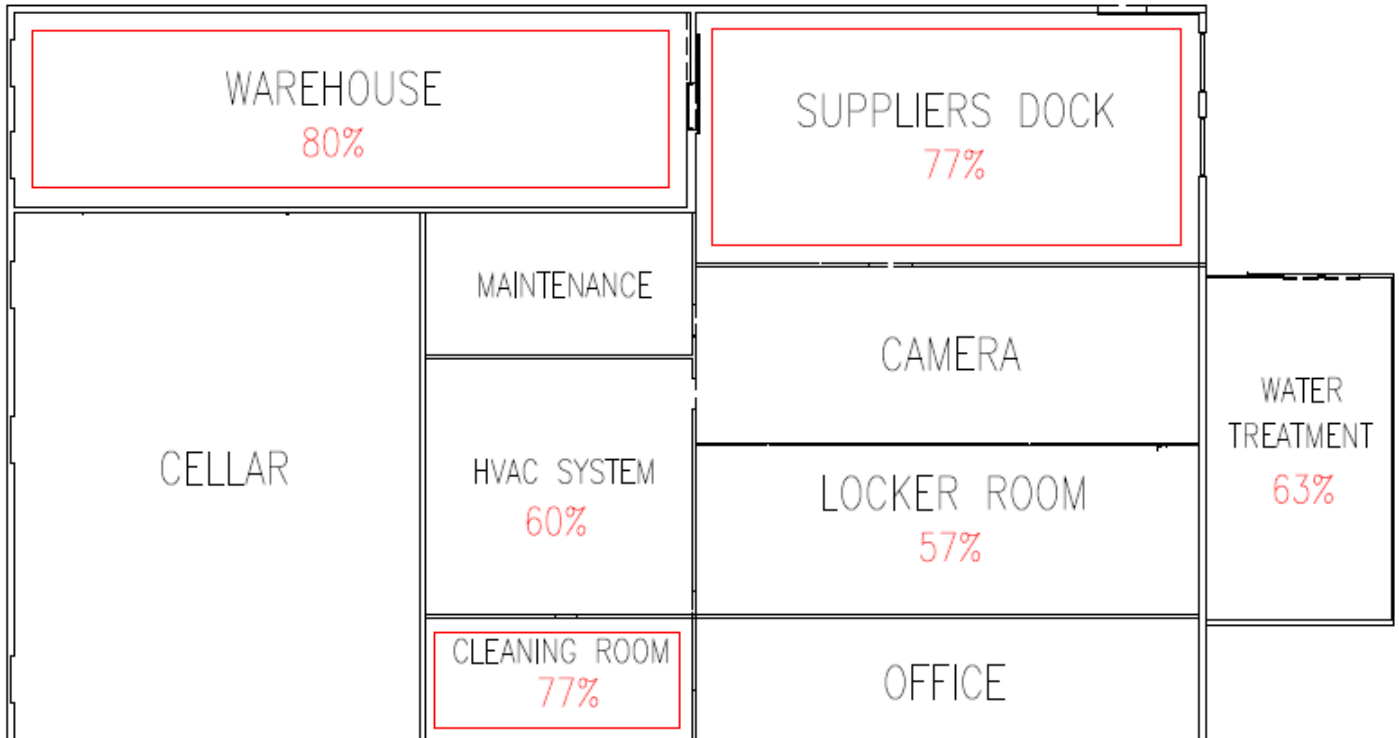 WAREHOUSE
80%
SUPPLIERS DOCK
77%
MAINTENANCE
CAMERA
WATER
TREATMENT
63%
CELLAR
HVAC SYSTEM
60%
LOCKER ROOM
57%
CLEANING ROOM
77%
OFFICE